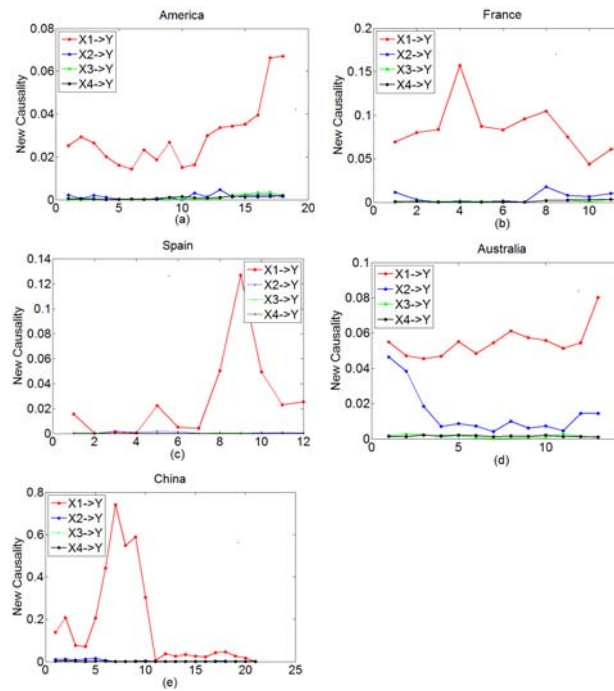 America
New Causality
0.08
0.06
0.04
0.02
0
0 5 10 15 20
X1->Y
X2->Y
X3->Y
X4->Y
(a)
France
New Causality
0.2
0.15
0.1
0.05
0
0 2 4 6 8 10
X1->Y
X2->Y
X3->Y
X4->Y
(b)
Spain
New Causality
0.14
0.12
0.1
0.08
0.06
0.04
0.02
0
0 2 4 6 8 10 12
X1->Y
X2->Y
X3->Y
X4->Y
(c)
Australia
New Causality
0.1
0.08
0.06
0.04
0.02
0
0 5 10
X1->Y
X2->Y
X3->Y
X4->Y
(d)
China
New Causality
0.8
0.6
0.4
0.2
0
0 5 10 15 20 25
X1->Y
X2->Y
X3->Y
X4->Y
(e)